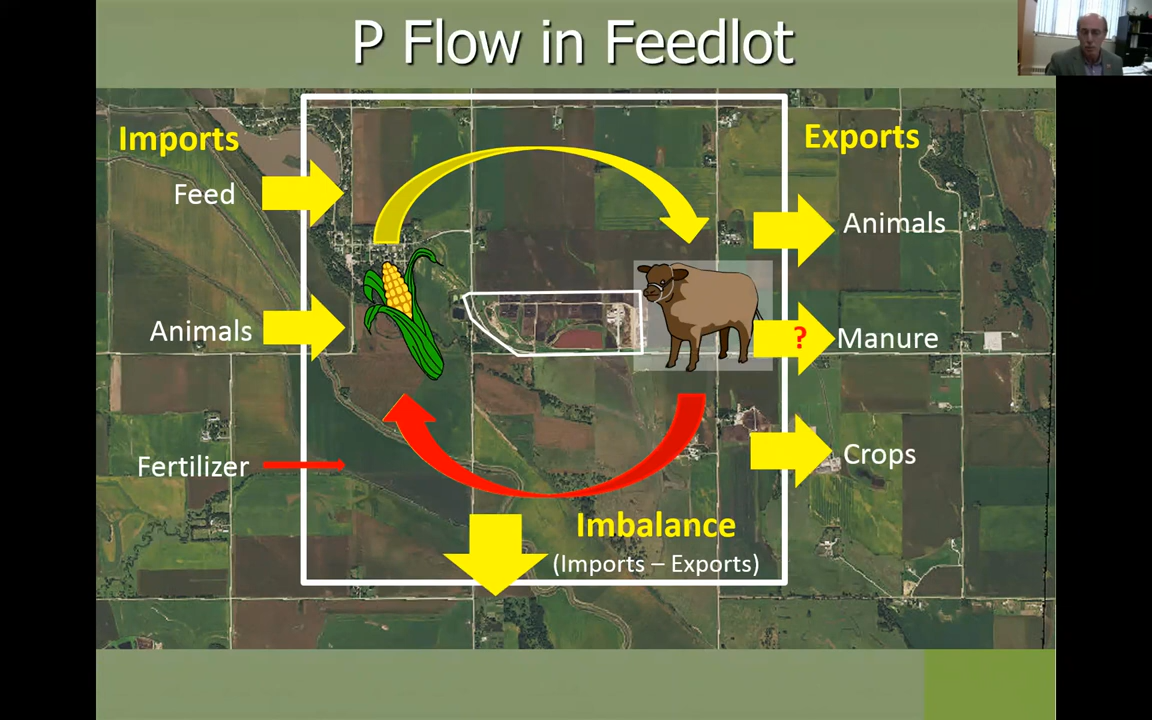 P Flow in Feedlot
Imports
Exports
Feed
Animals
Animals
? Manure
Fertilizer
Crops
Imbalance
(Imports – Exports)